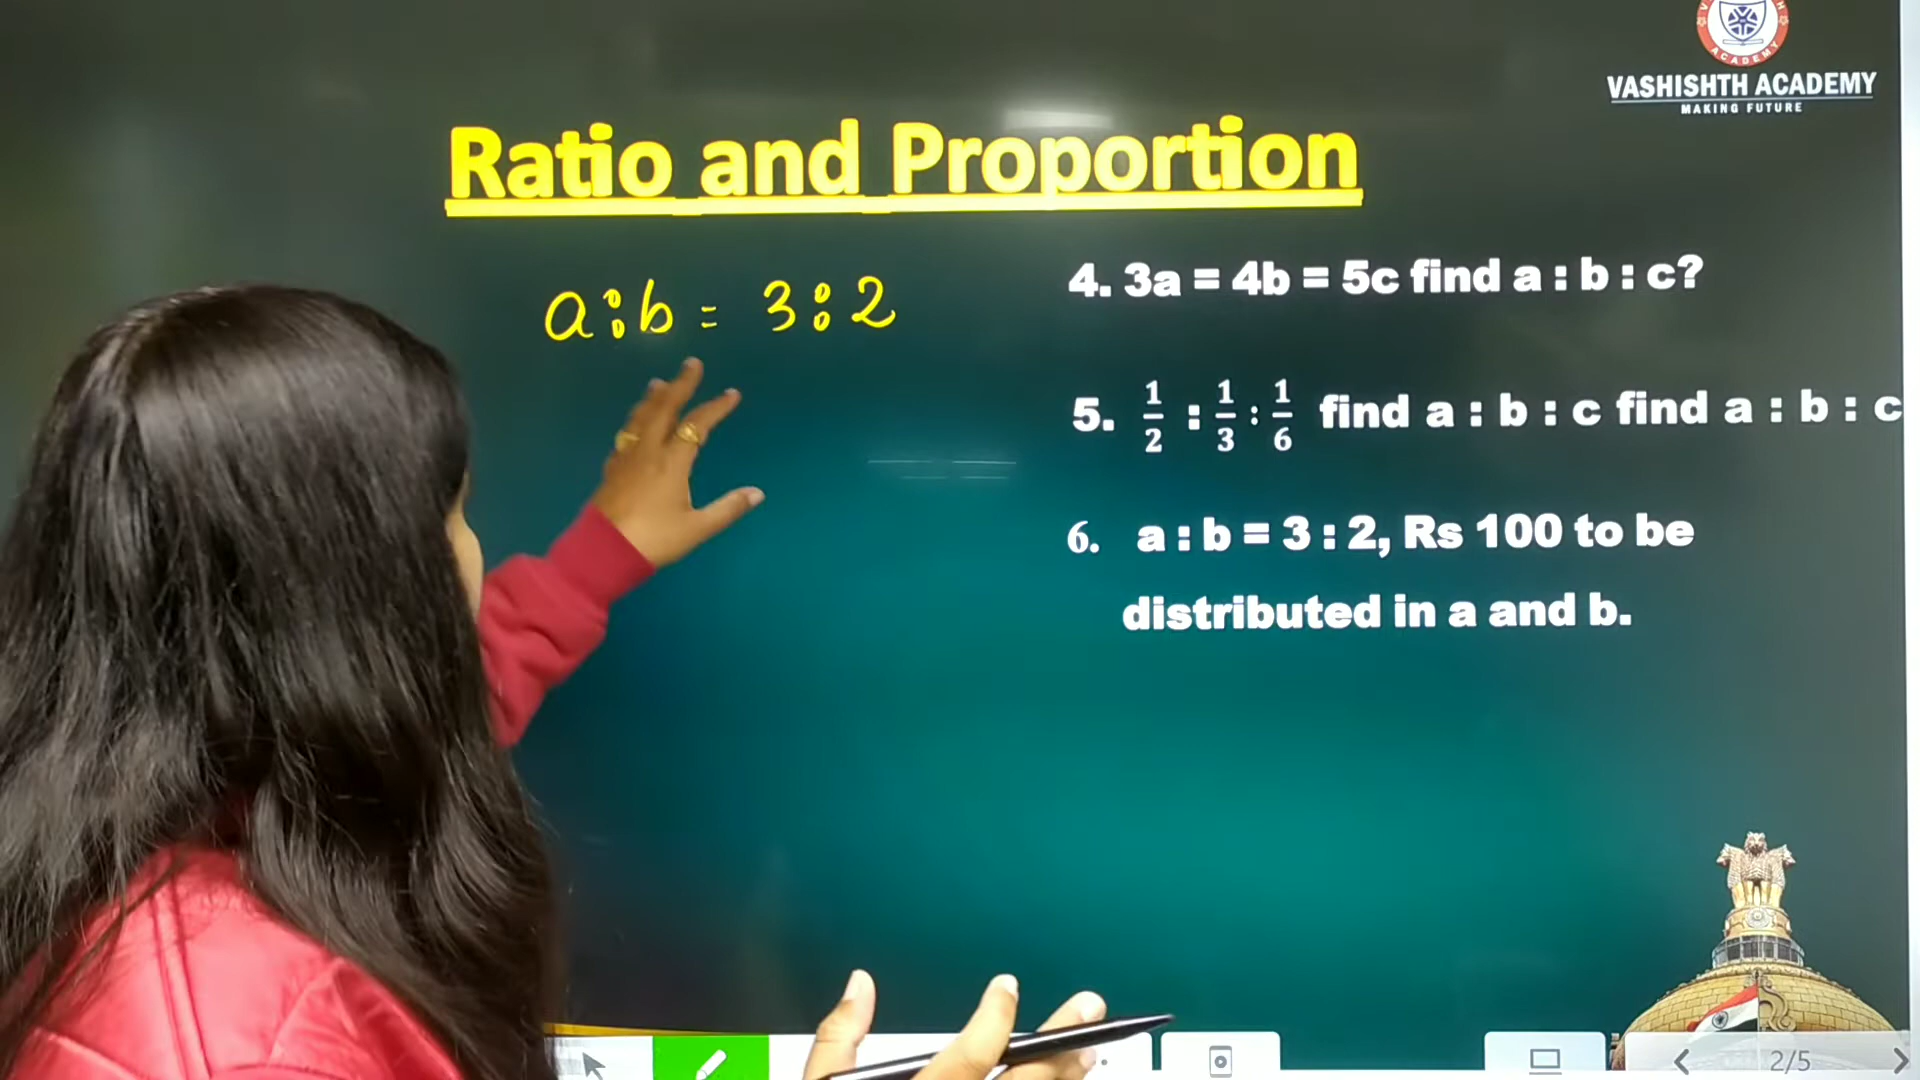 ACADEMY
VASHISHTH ACADEMY
MAKING FUTURE
Ratio and Proportion
a:b = 3:2
4. 3a = 4b = 5c find a : b : c?
5. 1/2 : 1/3 : 1/6 find a : b : c find a : b : c
6. a : b = 3 : 2, Rs 100 to be
distributed in a and b.
2/5